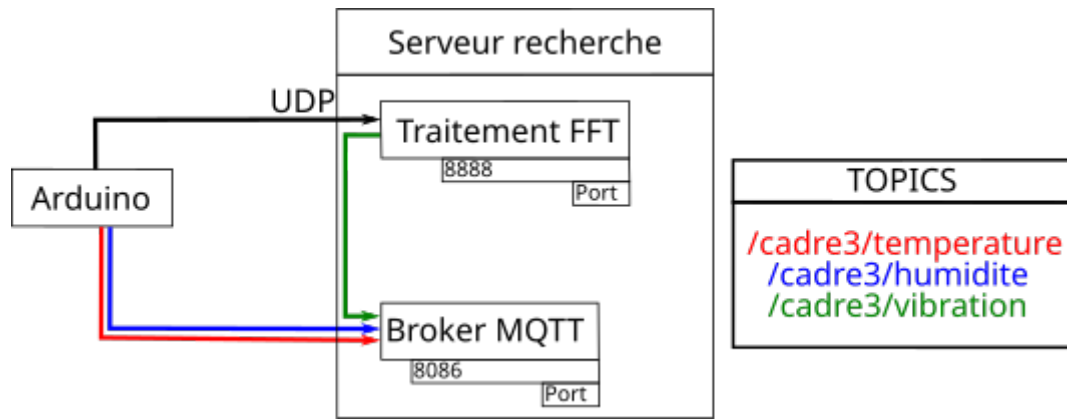 Serveur recherche
UDP
Traitement FFT
8888
Port
Arduino
Broker MQTT
8086
Port
TOPICS
/cadre3/temperature
/cadre3/humidite
/cadre3/vibration